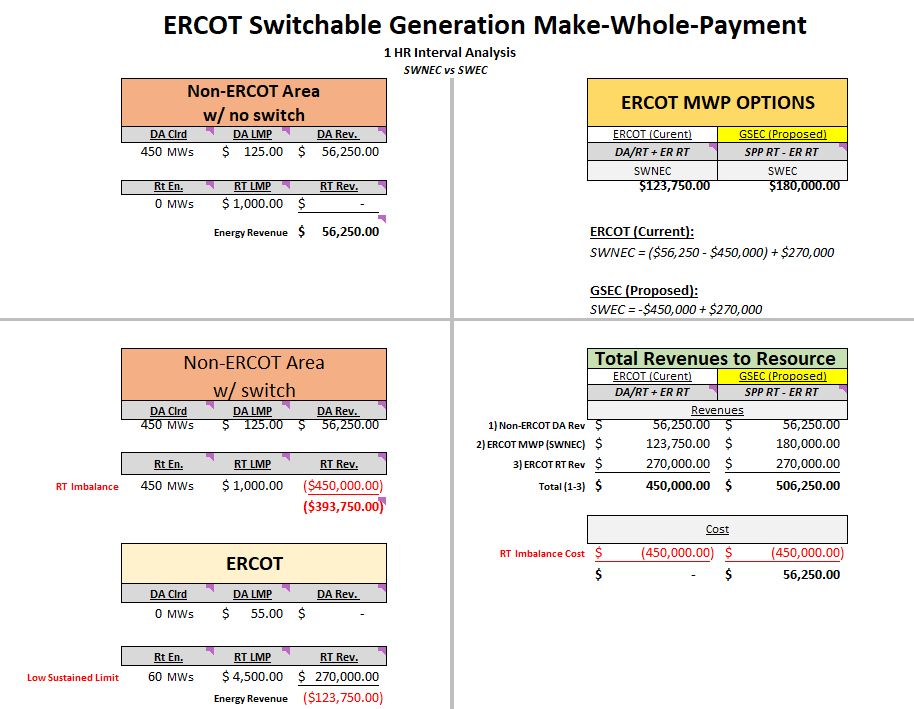 ERCOT Switchable Generation Make-Whole-Payment
1 HR Interval Analysis
SWNEC vs SWEC
Non-ERCOT Area
w/ no switch
DA Clrd DA LMP DA Rev.
450 MWs $ 125.00 $ 56,250.00
Rt En. RT LMP RT Rev.
0 MWs $ 1,000.00 $ -
Energy Revenue $ 56,250.00
ERCOT MWP OPTIONS
ERCOT (Curent) GSEC (Proposed)
DA/RT + ER RT SPP RT - ER RT
SWNEC SWEC
$123,750.00 $180,000.00
ERCOT (Current):
SWNEC = ($56,250 - $450,000) + $270,000
GSEC (Proposed):
SWEC = -$450,000 + $270,000
Non-ERCOT Area
w/ switch
DA Clrd DA LMP DA Rev.
450 MWs $ 125.00 $ 56,250.00
Rt En. RT LMP RT Rev.
RT Imbalance 450 MWs $ 1,000.00 ($450,000.00)
($393,750.00)
ERCOT
DA Clrd DA LMP DA Rev.
0 MWs $ 55.00 $ -
Rt En. RT LMP RT Rev.
Low Sustained Limit 60 MWs $ 4,500.00 $ 270,000.00
Energy Revenue ($123,750.00)
Total Revenues to Resource
ERCOT (Curent) GSEC (Proposed)
DA/RT + ER RT SPP RT - ER RT
Revenues
1) Non-ERCOT DA Rev $ 56,250.00 $ 56,250.00
2) ERCOT MWP (SWNEC) $ 123,750.00 $ 180,000.00
3) ERCOT RT Rev $ 270,000.00 $ 270,000.00
Total (1-3) $ 450,000.00 $ 506,250.00
Cost
RT Imbalance Cost $ (450,000.00) $ (450,000.00)
$ - $ 56,250.00